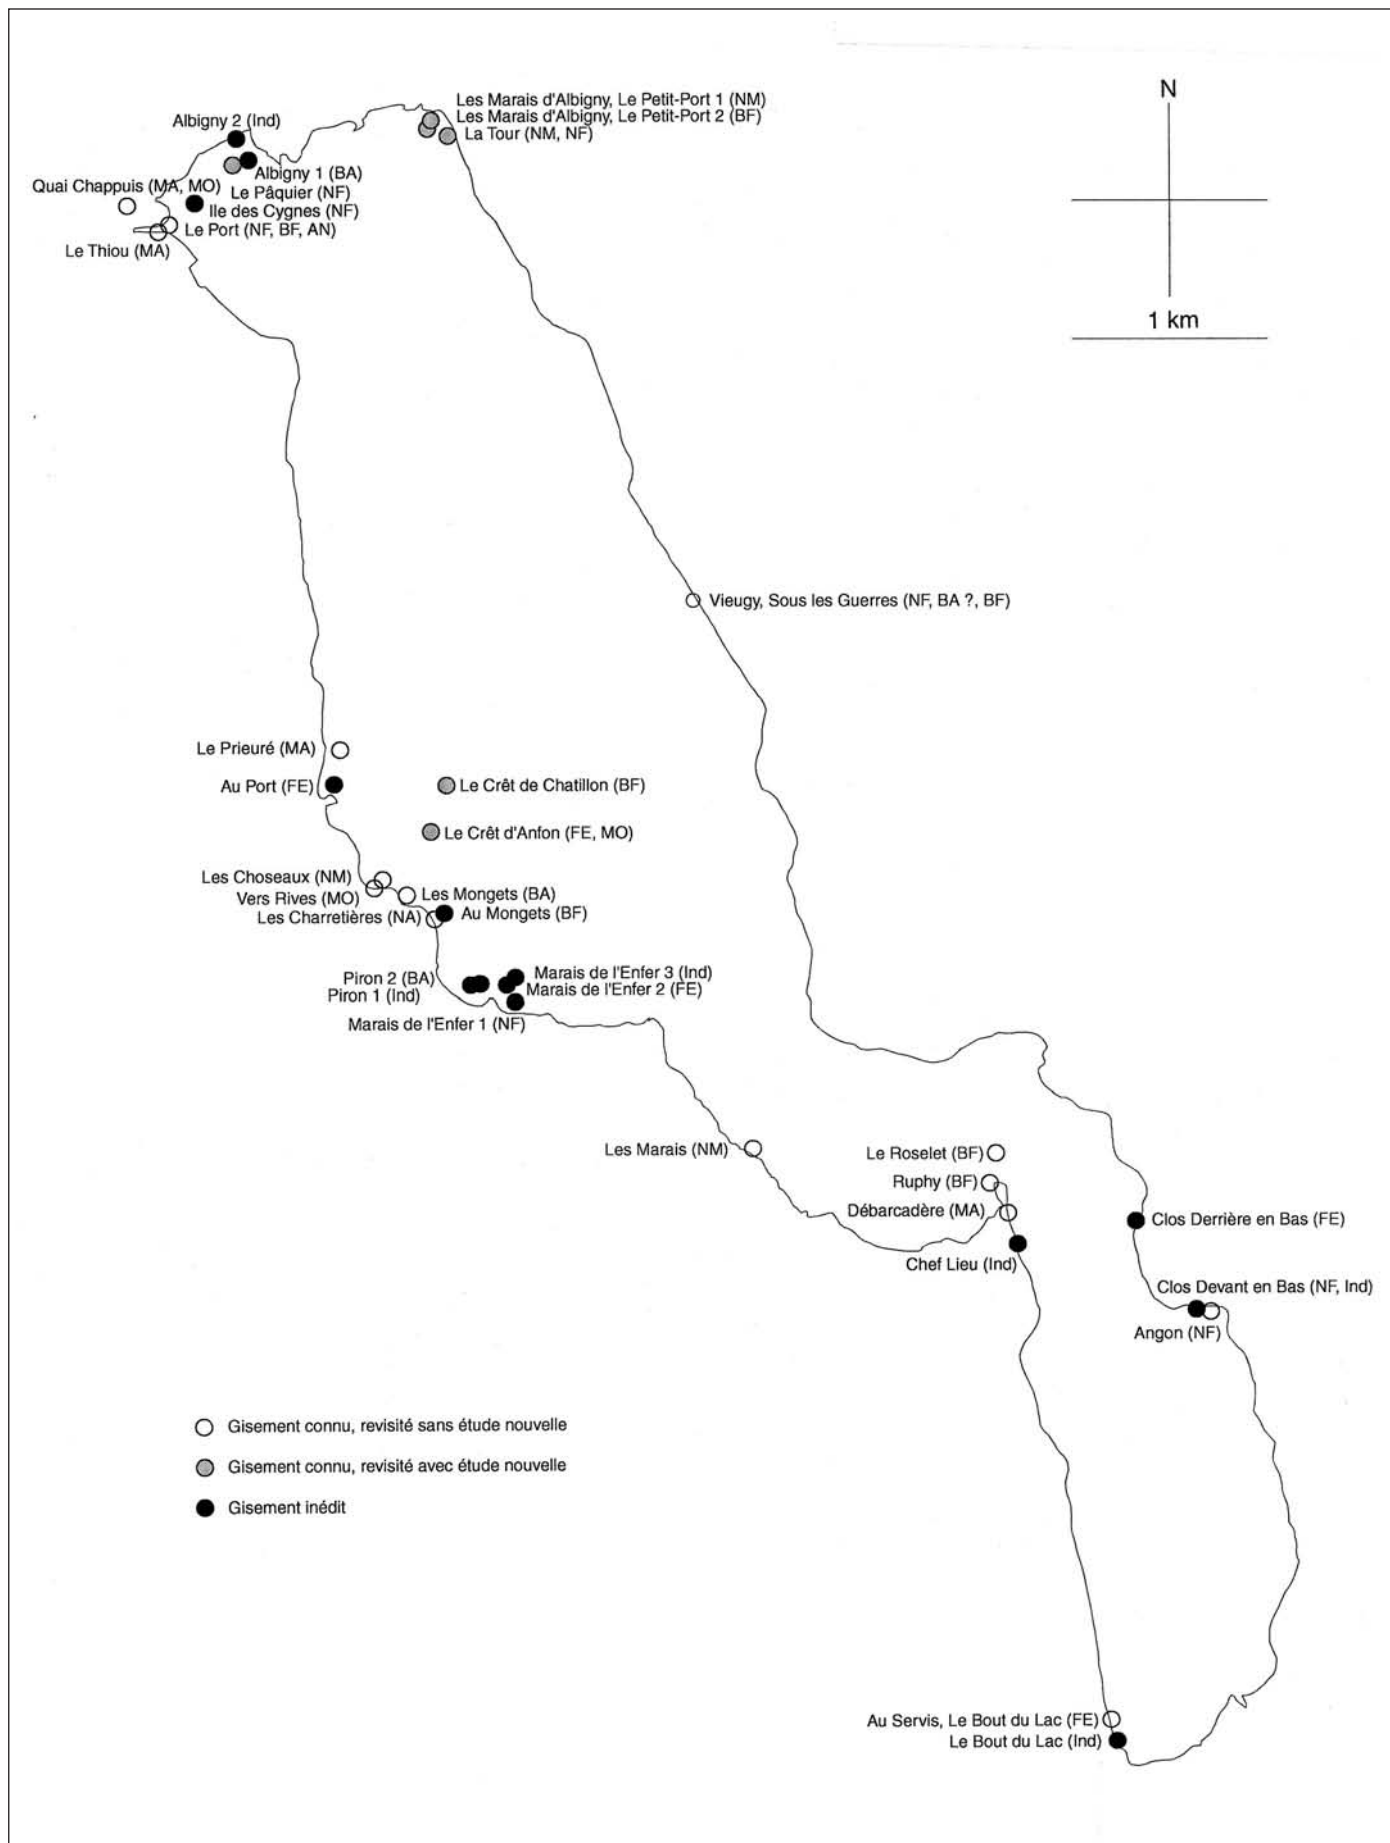 N
1 km
Les Marais d'Albigny, Le Petit-Port 1 (NM)
Les Marais d'Albigny, Le Petit-Port 2 (BF)
La Tour (NM, NF)
Albigny 2 (Ind)
Albigny 1 (BA)
Quai Chappuis (MA, MO)
Le Pâquier (NF)
Ile des Cygnes (NF)
Le Port (NF, BF, AN)
Le Thiou (MA)
Vieugy, Sous les Guerres (NF, BA ?, BF)
Le Prieuré (MA)
Au Port (FE)
Le Crêt de Chatillon (BF)
Le Crêt d'Anfon (FE, MO)
Les Choseaux (NM)
Vers Rives (MO)
Les Mongets (BA)
Les Charretières (NA)
Au Mongets (BF)
Piron 2 (BA)
Piron 1 (Ind)
Marais de l'Enfer 3 (Ind)
Marais de l'Enfer 2 (FE)
Marais de l'Enfer 1 (NF)
Les Marais (NM)
Le Roselet (BF)
Ruphy (BF)
Débarcadère (MA)
Chef Lieu (Ind)
Clos Derrière en Bas (FE)
Clos Devant en Bas (NF, Ind)
Angon (NF)
Gisement connu, revisité sans étude nouvelle
Gisement connu, revisité avec étude nouvelle
Gisement inédit
Au Servis, Le Bout du Lac (FE)
Le Bout du Lac (Ind)